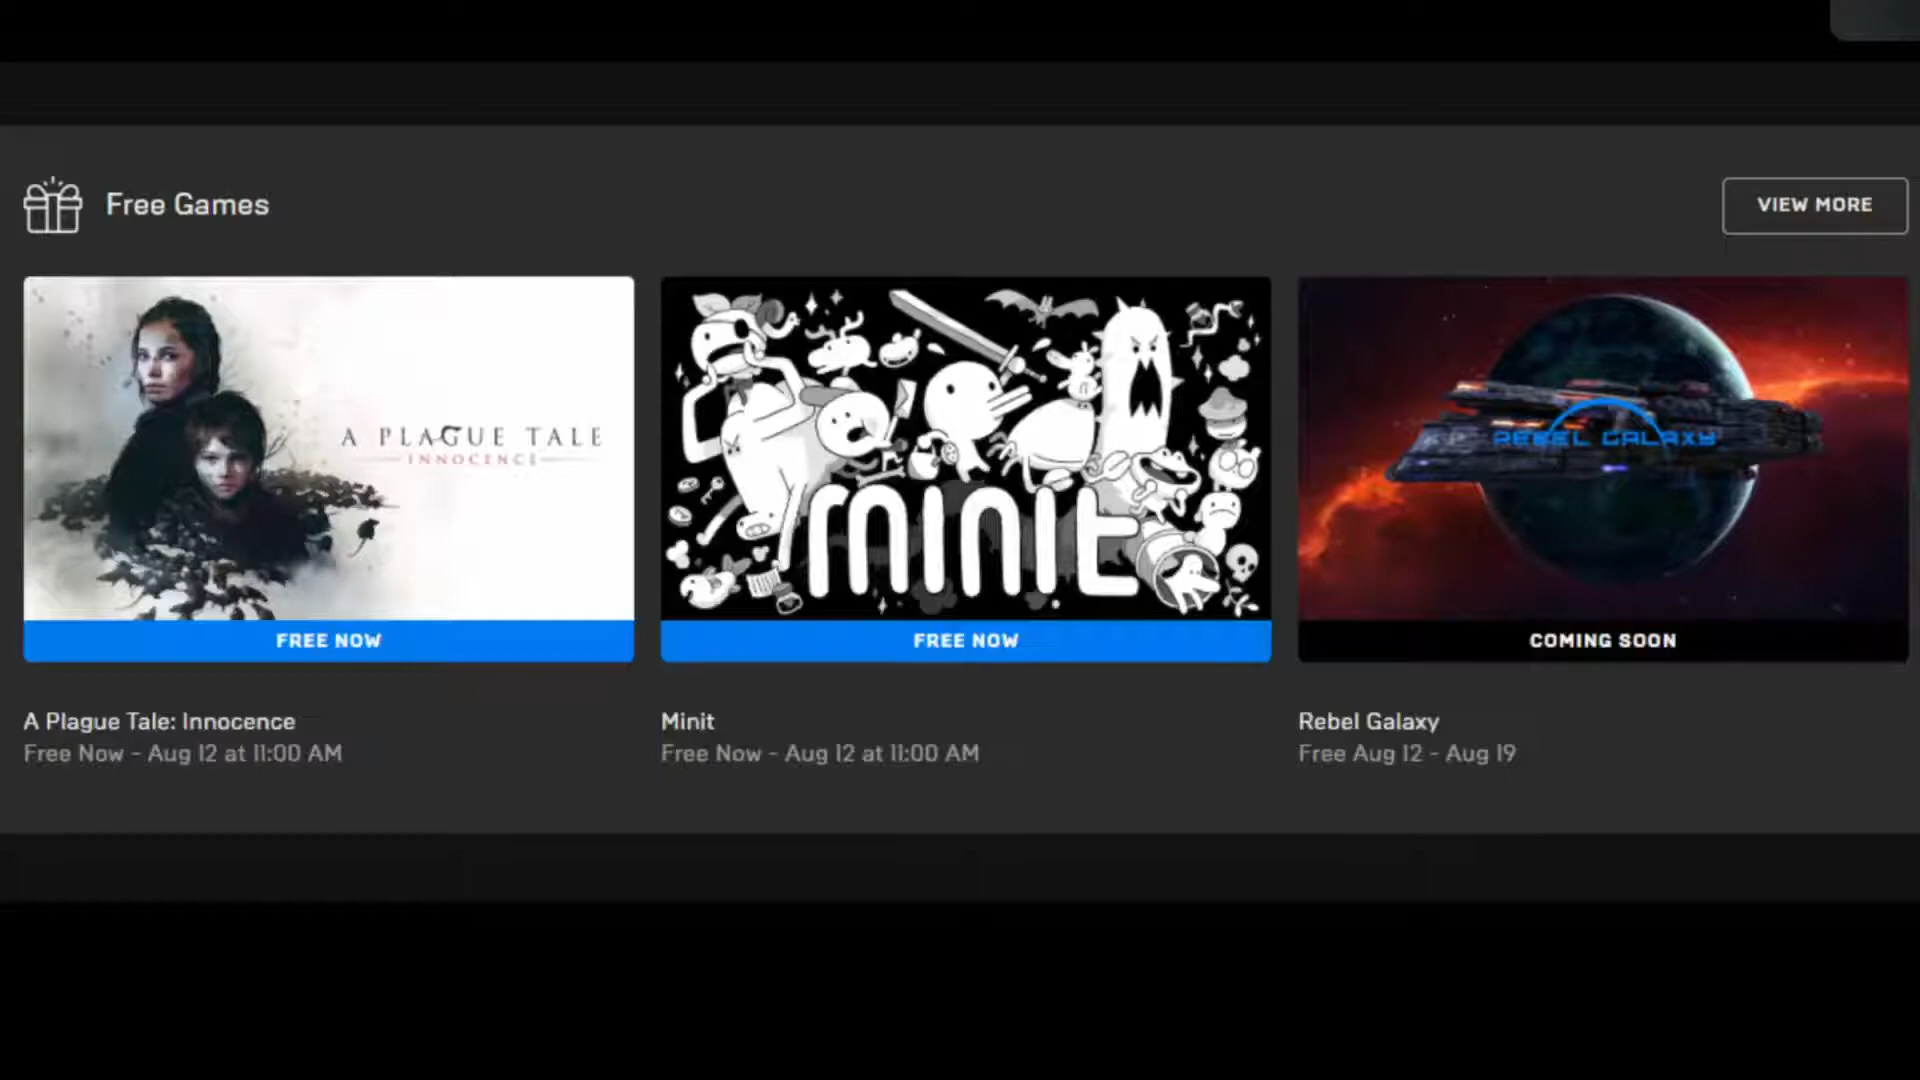 Free Games
VIEW MORE
A PLAGUE TALE
INNOCENCE
minit
REBEL GALAXY
FREE NOW
FREE NOW
COMING SOON
A Plague Tale: Innocence
Free Now - Aug 12 at 11:00 AM
Minit
Free Now - Aug 12 at 11:00 AM
Rebel Galaxy
Free Aug 12 - Aug 19